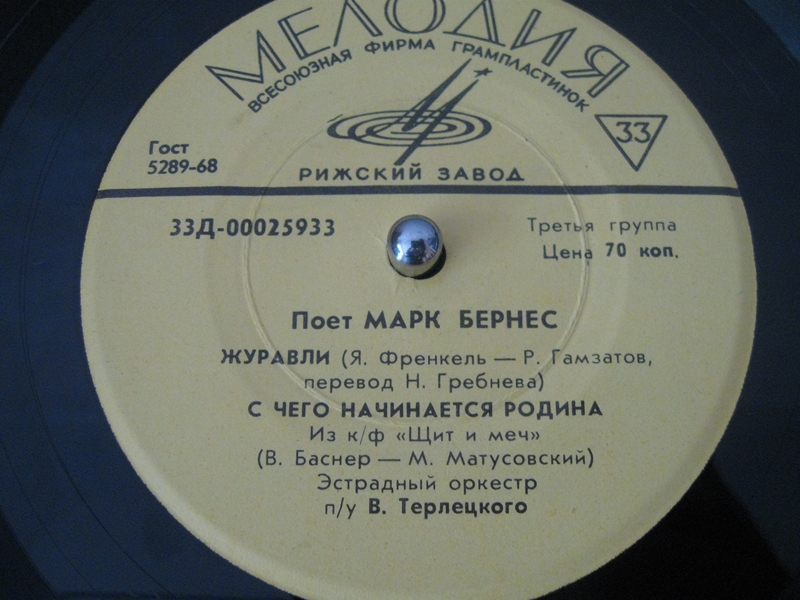 МЕЛОДИЯ
ВСЕСОЮЗНАЯ ФИРМА ГРАМПЛАСТИНОК
33
Гост
5289-68
РИЖСКИЙ ЗАВОД
33Д-00025933
Третья группа
Цена 70 коп.
Поет МАРК БЕРНЕС
ЖУРАВЛИ (Я. Френкель — Р. Гамзатов,
перевод Н. Гребнева)
С ЧЕГО НАЧИНАЕТСЯ РОДИНА
Из к/ф «Щит и меч»
(В. Баснер — М. Матусовский)
Эстрадный оркестр
п/у В. Терлецкого